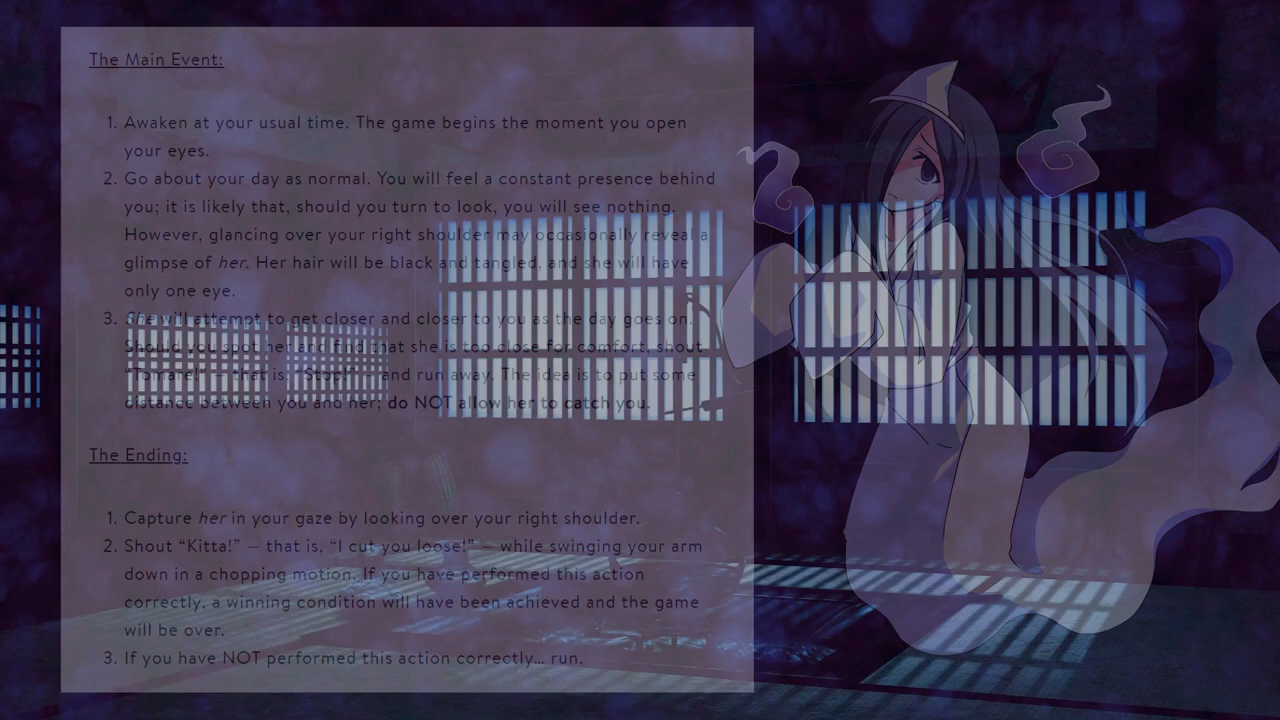 The Main Event:
1. Awaken at your usual time. The game begins the moment you open
your eyes.
2. Go about your day as normal. You will feel a constant presence behind
you; it is likely that, should you turn to look, you will see nothing.
However, glancing over your right shoulder may occasionally reveal a
glimpse of her. Her hair will be black and tangled, and she will have
only one eye.
3. She will attempt to get closer and closer to you as the day goes on.
Should you spot her and find that she is too close for comfort, shout
"Tomare!" — that is, "Stop!" — and run away. The idea is to put some
distance between you and her; do NOT allow her to catch you.
The Ending:
1. Capture her in your gaze by looking over your right shoulder.
2. Shout “Kitta!” — that is, “I cut you loose!” — while swinging your arm
down in a chopping motion. If you have performed this action
correctly, a winning condition will have been achieved and the game
will be over.
3. If you have NOT performed this action correctly… run.